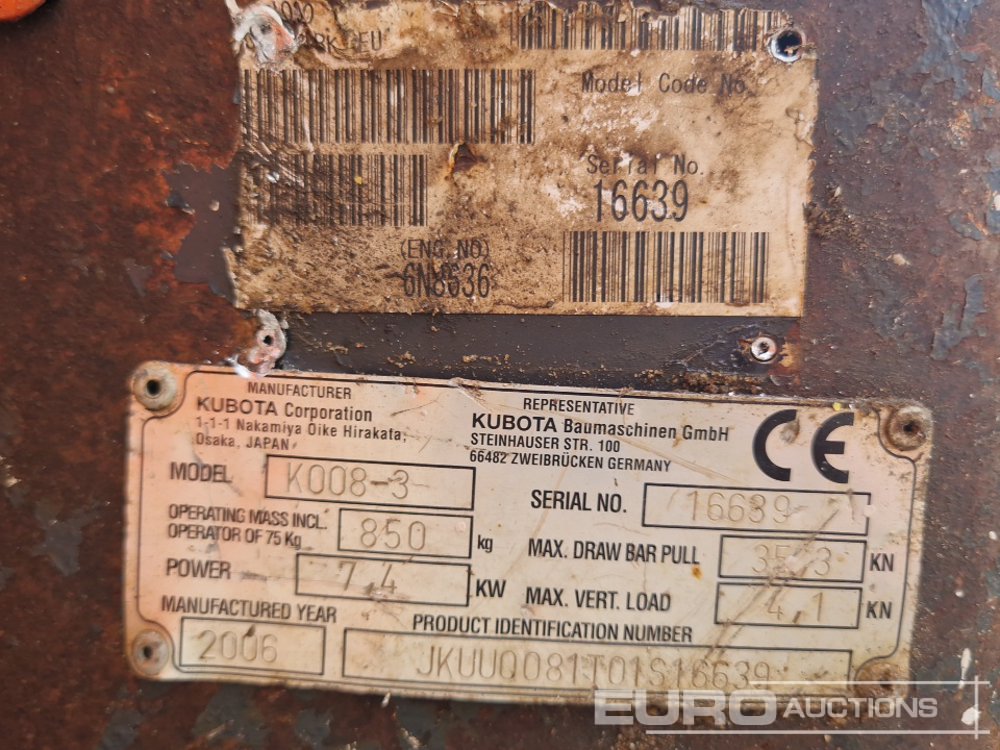 EU
Model Code No.
Serial No.
16639
(ENG.NO)
6N8636
MANUFACTURER
KUBOTA Corporation
1-1-1 Nakamiya Oike Hirakata,
Osaka, JAPAN
REPRESENTATIVE
KUBOTA Baumaschinen GmbH
STEINHAUSER STR. 100
66482 ZWEIBRÜCKEN GERMANY
CE
MODEL K008-3
SERIAL NO. 16639
OPERATING MASS INCL.
OPERATOR OF 75 Kg 850 kg
MAX. DRAW BAR PULL KN
POWER 7,4 KW
MAX. VERT. LOAD 4,1 KN
MANUFACTURED YEAR
2006
PRODUCT IDENTIFICATION NUMBER
JKUU0081T01S16639
EURO AUCTIONS